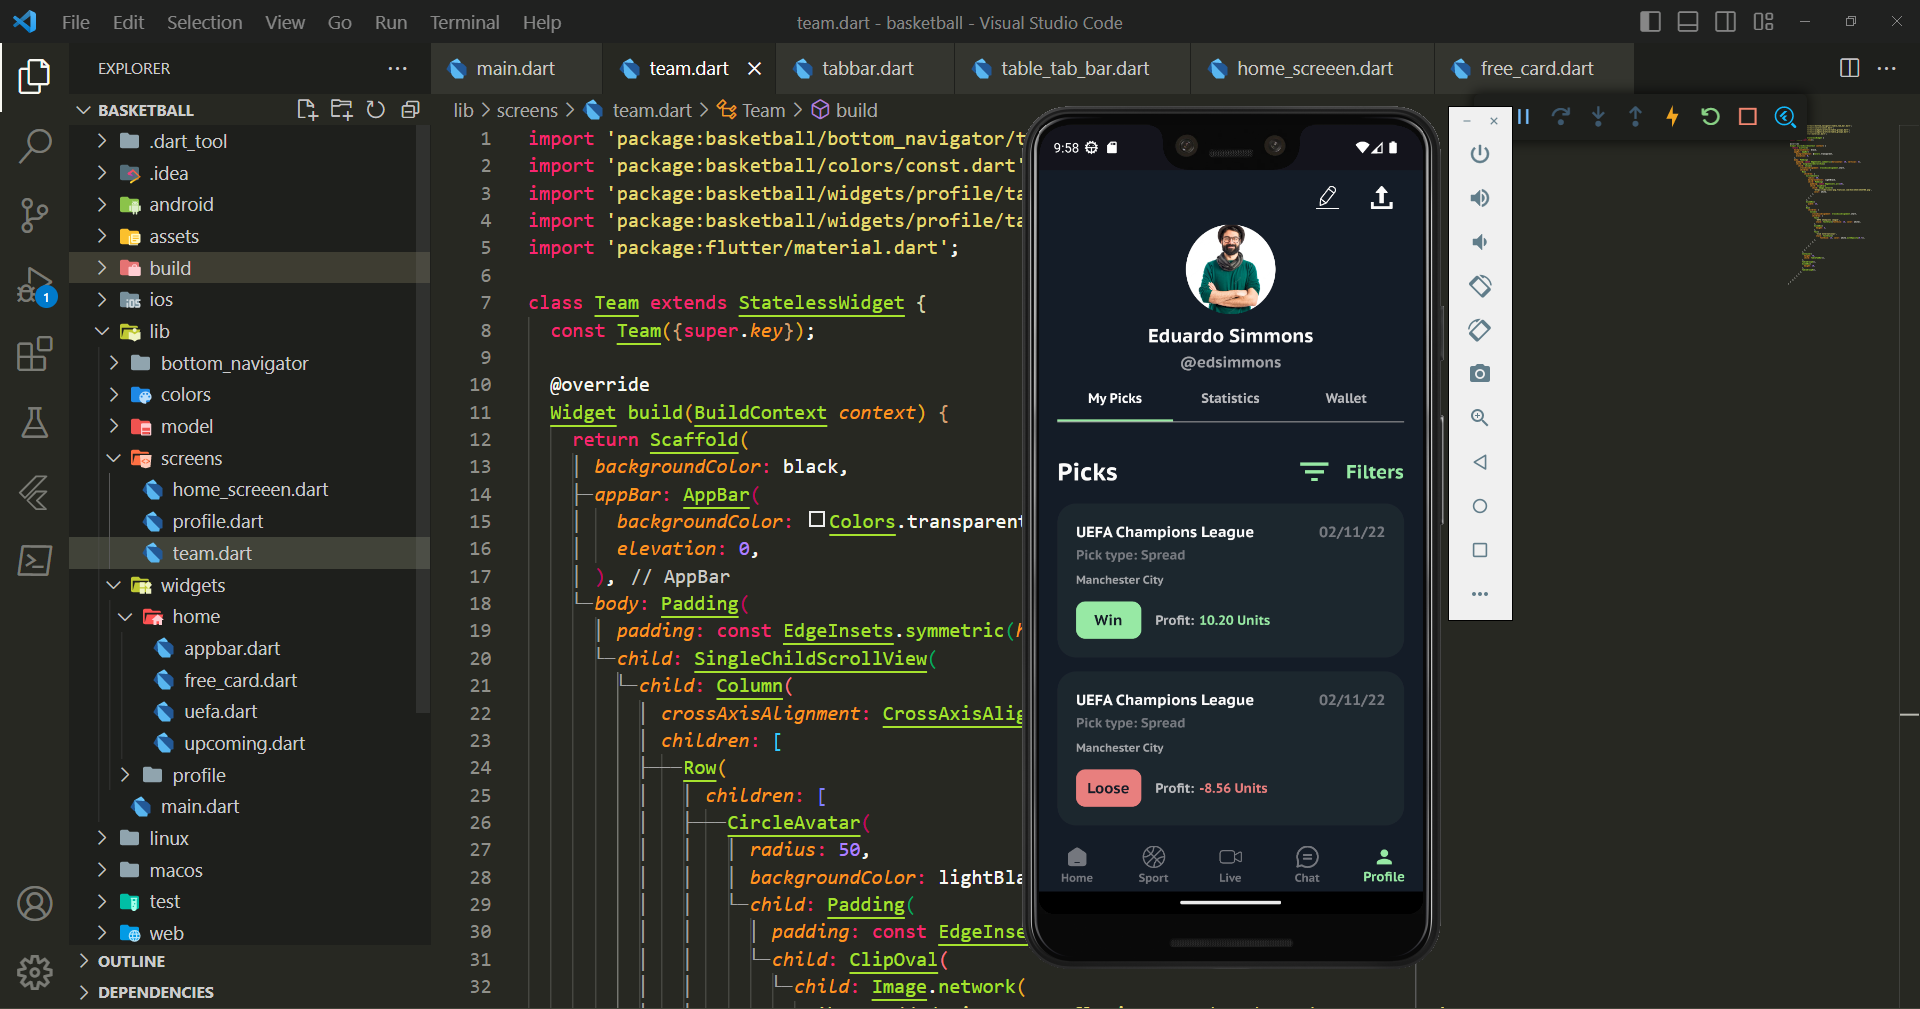 File Edit Selection View Go Run Terminal Help
team.dart - basketball - Visual Studio Code
EXPLORER
main.dart
team.dart
tabbar.dart
table_tab_bar.dart
home_screeen.dart
free_card.dart
BASKETBALL
.dart_tool
.idea
android
assets
build
ios
lib
bottom_navigator
colors
model
screens
home_screeen.dart
profile.dart
team.dart
widgets
home
appbar.dart
free_card.dart
uefa.dart
upcoming.dart
profile
main.dart
linux
macos
test
web
OUTLINE
DEPENDENCIES
1
lib > screens > team.dart > Team > build
1 import 'package:basketball/bottom_navigator/t
2 import 'package:basketball/colors/const.dart'
3 import 'package:basketball/widgets/profile/ta
4 import 'package:basketball/widgets/profile/ta
5 import 'package:flutter/material.dart';
6
7 class Team extends StatelessWidget {
8 const Team({super.key});
9
10 @override
11 Widget build(BuildContext context) {
12 return Scaffold(
13 backgroundColor: black,
14 appBar: AppBar(
15 backgroundColor: Colors.transparent
16 elevation: 0,
17 ), // AppBar
18 body: Padding(
19 padding: const EdgeInsets.symmetric(h
20 child: SingleChildScrollView(
21 child: Column(
22 crossAxisAlignment: CrossAxisAlig
23 children: [
24 Row(
25 children: [
26 CircleAvatar(
27 radius: 50,
28 backgroundColor: lightBla
29 child: Padding(
30 padding: const EdgeInse
31 child: ClipOval(
32 child: Image.network(
9:58
Eduardo Simmons
@edsimmons
My Picks Statistics Wallet
Picks Filters
UEFA Champions League 02/11/22
Pick type: Spread
Manchester City
Win Profit: 10.20 Units
UEFA Champions League 02/11/22
Pick type: Spread
Manchester City
Loose Profit: -8.56 Units
Home Sport Live Chat Profile